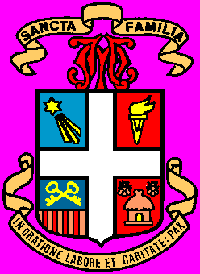 SANCTA FAMILIA
IN ORATIONE LABORE ET CARITATE: PAX